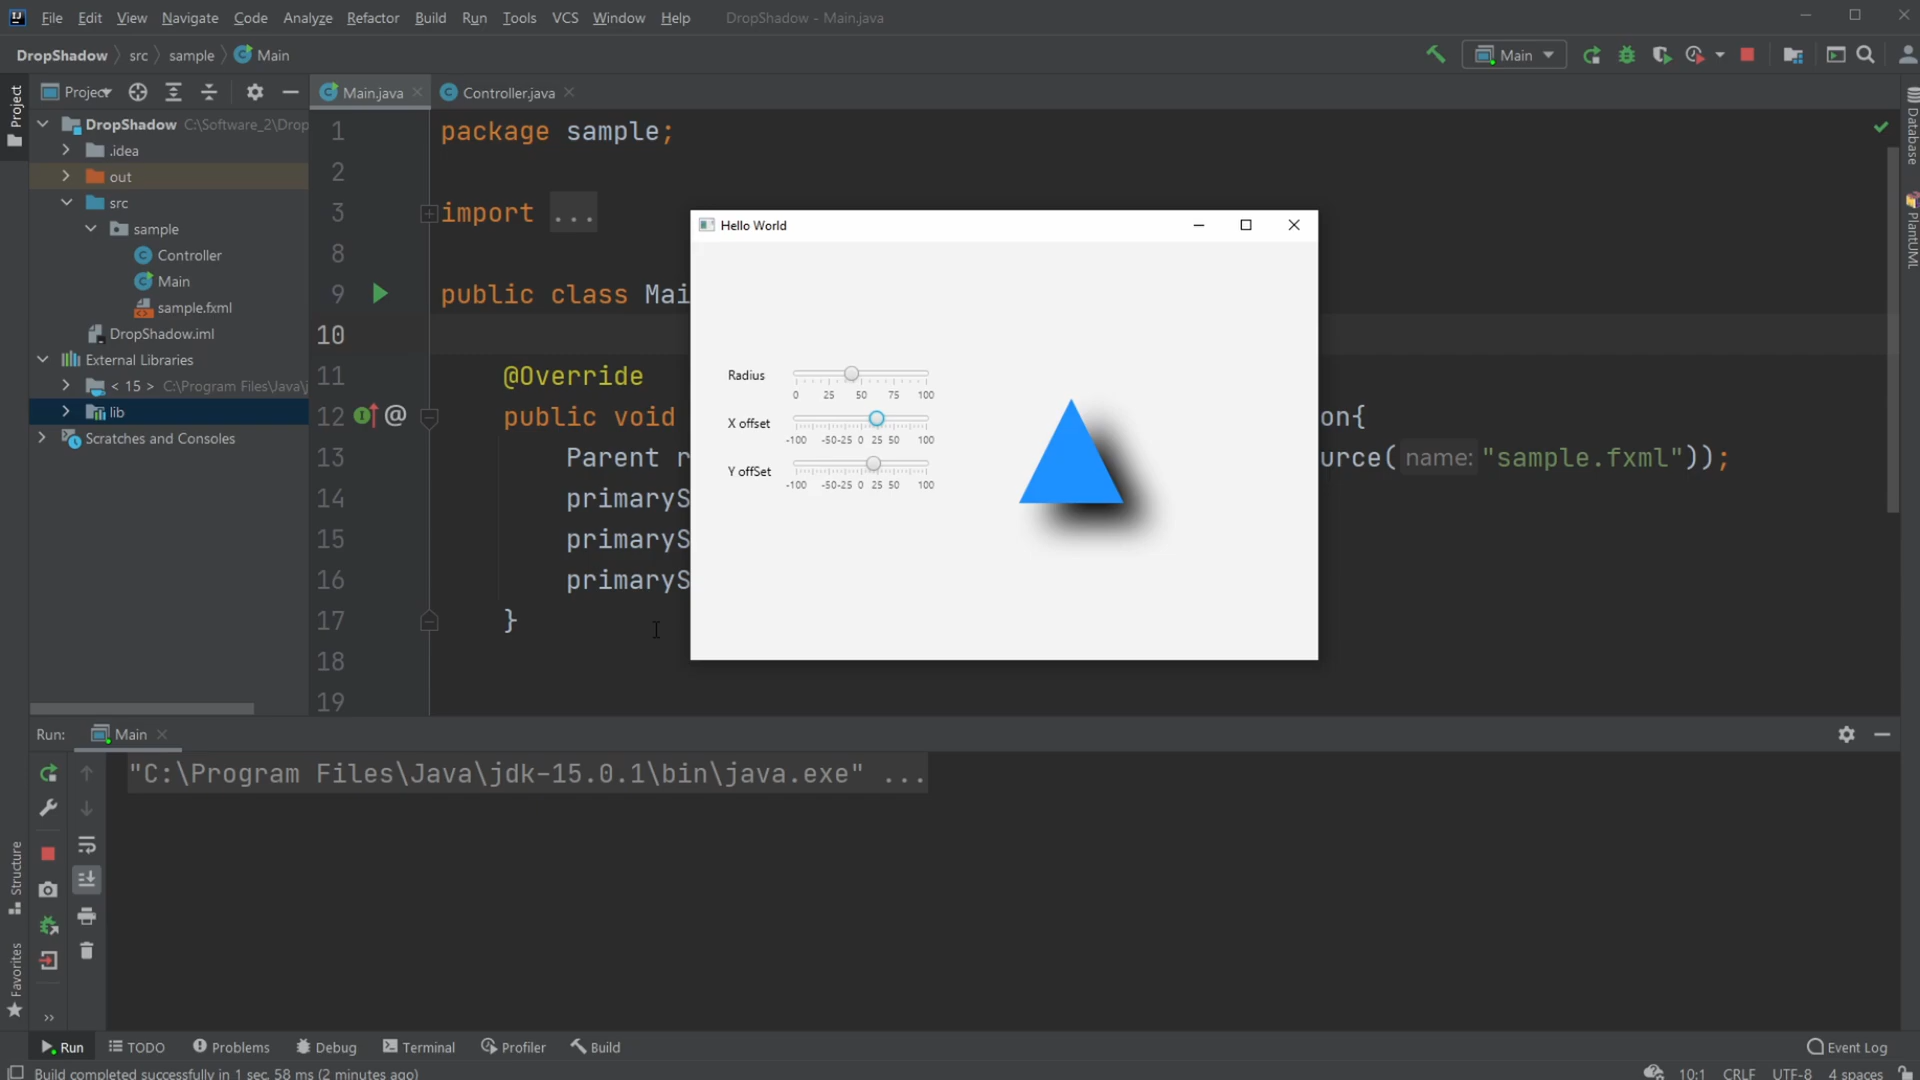 File Edit View Navigate Code Analyze Refactor Build Run Tools VCS Window Help DropShadow - Main.java
DropShadow src sample Main
Main
Project
Main.java
Controller.java
Project
DropShadow C:\Software_2\Drop
.idea
out
src
sample
Controller
Main
sample.fxml
DropShadow.iml
External Libraries
< 15 > C:\Program Files\Java\j
lib
Scratches and Consoles
1 package sample;
2
3 import ...
8
9 public class Mai
10
11 @Override
12 public void on{
13 Parent r urce( name: "sample.fxml"));
14 primaryS
15 primaryS
16 primaryS
17 }
18
19
Hello World
Radius
0 25 50 75 100
X offset
-100 -50 -25 0 25 50 100
Y offSet
-100 -50 -25 0 25 50 100
Database
PlantUML
Run: Main
"C:\Program Files\Java\jdk-15.0.1\bin\java.exe" ...
Structure
Favorites
Run TODO Problems Debug Terminal Profiler Build Event Log
Build completed successfully in 1 sec, 58 ms (2 minutes ago) 10:1 CRLF UTF-8 4 spaces